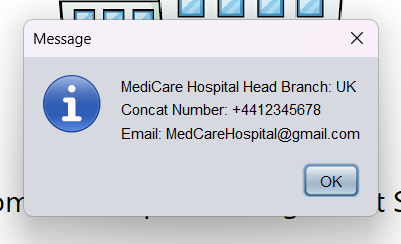 Message
MediCare Hospital Head Branch: UK
Concat Number: +4412345678
Email: MedCareHospital@gmail.com
OK